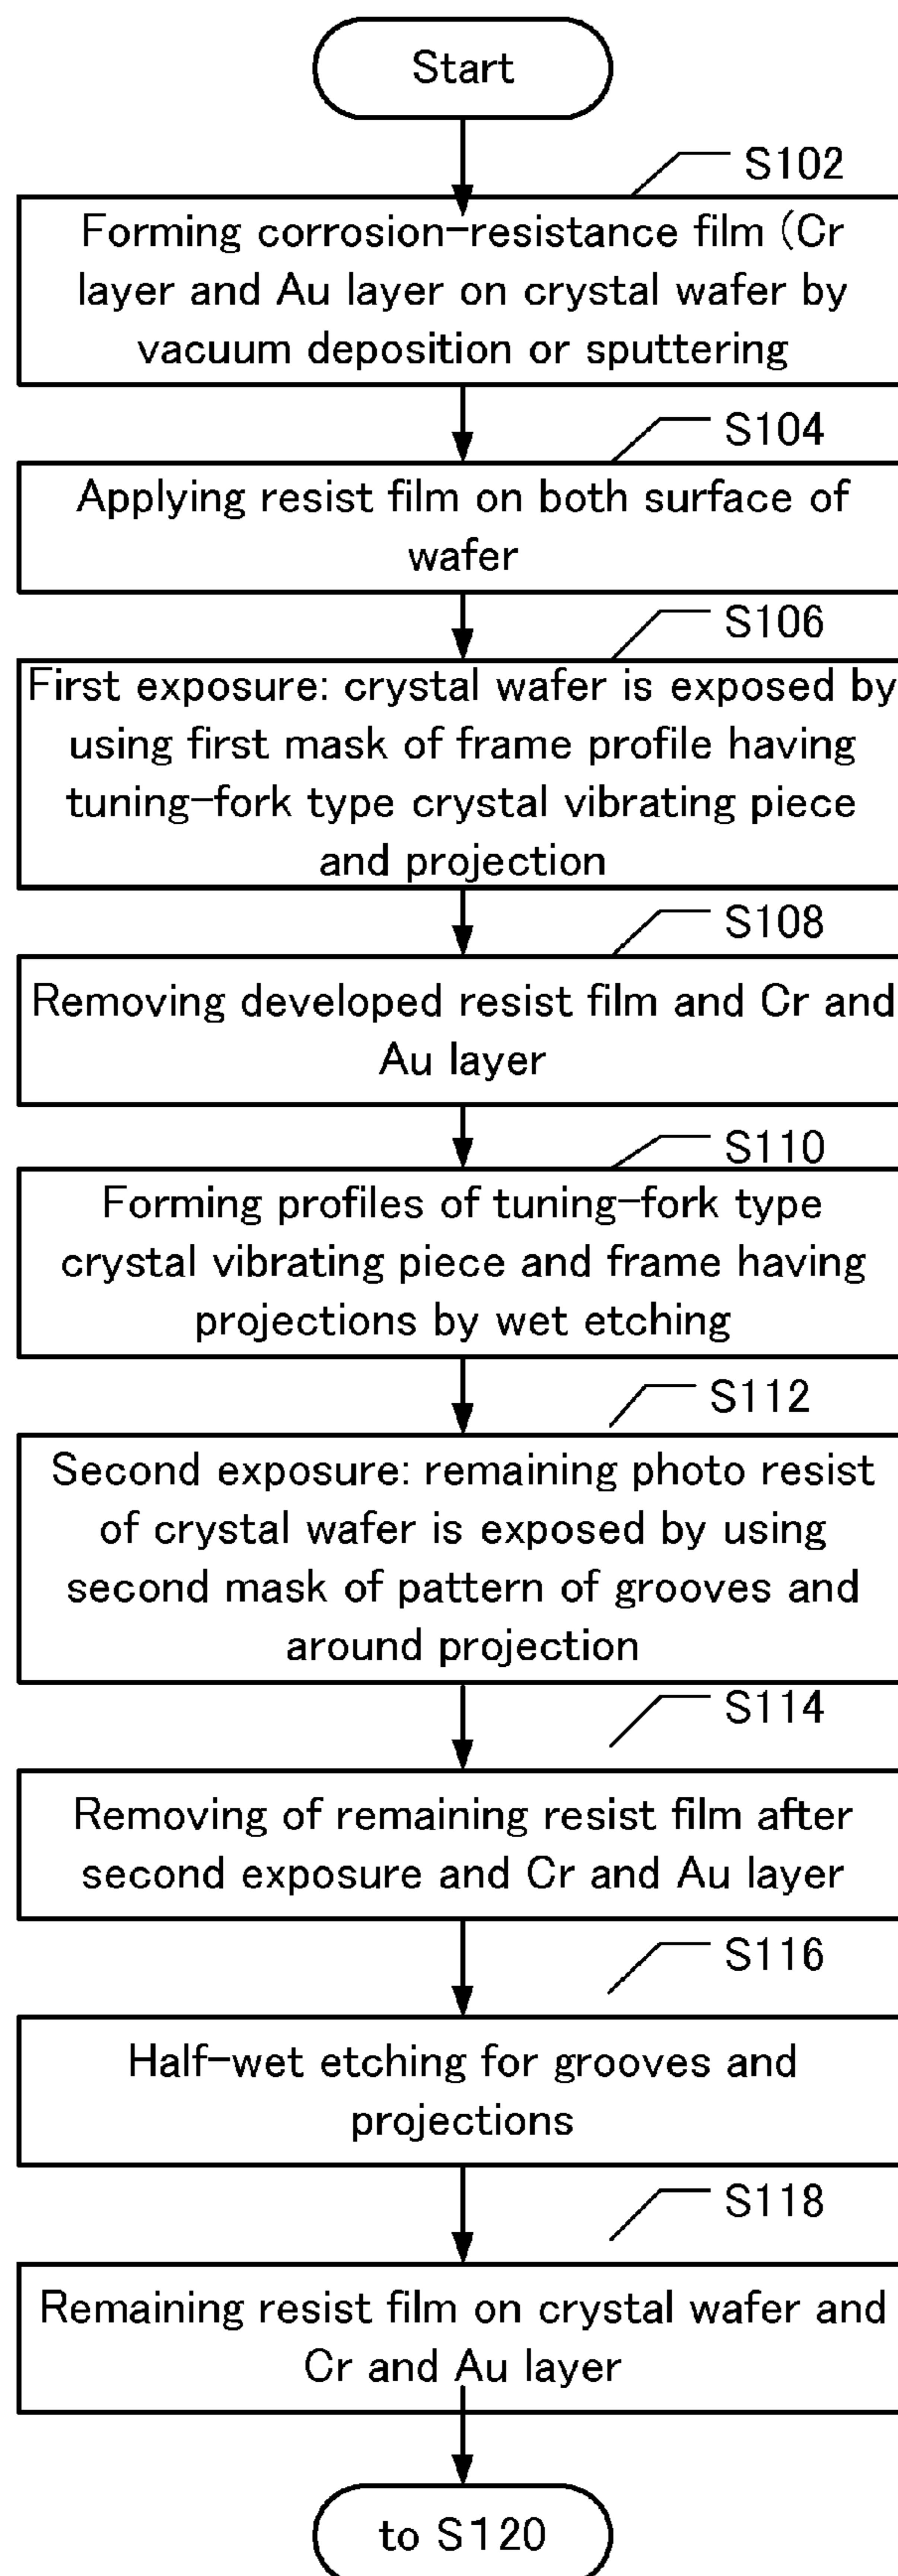 Start
S102
Forming corrosion-resistance film (Cr
layer and Au layer on crystal wafer by
vacuum deposition or sputtering
S104
Applying resist film on both surface of
wafer
S106
First exposure: crystal wafer is exposed by
using first mask of frame profile having
tuning-fork type crystal vibrating piece
and projection
S108
Removing developed resist film and Cr and
Au layer
S110
Forming profiles of tuning-fork type
crystal vibrating piece and frame having
projections by wet etching
S112
Second exposure: remaining photo resist
of crystal wafer is exposed by using
second mask of pattern of grooves and
around projection
S114
Removing of remaining resist film after
second exposure and Cr and Au layer
S116
Half-wet etching for grooves and
projections
S118
Remaining resist film on crystal wafer and
Cr and Au layer
to S120